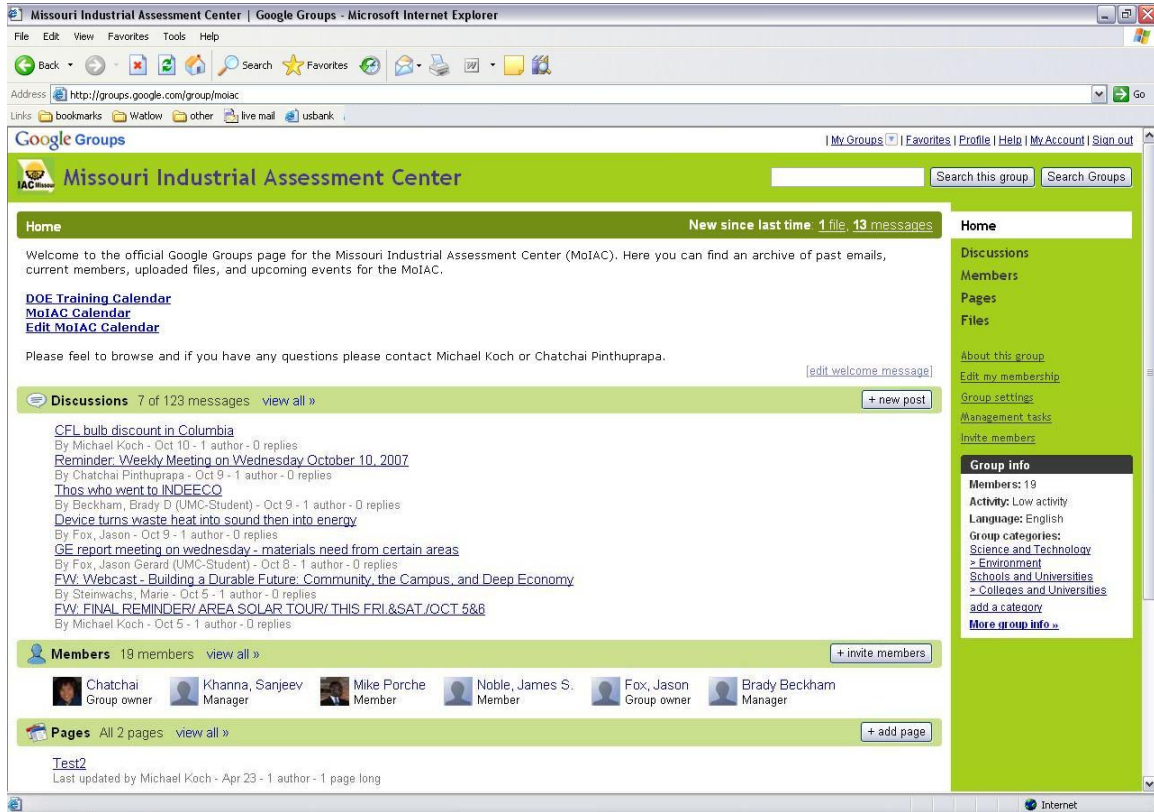 Missouri Industrial Assessment Center | Google Groups - Microsoft Internet Explorer
File Edit View Favorites Tools Help
Back Search Favorites
Address http://groups.google.com/group/moiac Go
Links bookmarks Watlow other live mail usbank
Google Groups | My Groups | Favorites | Profile | Help | My Account | Sign out
IAC Missouri Missouri Industrial Assessment Center Search this group Search Groups
Home New since last time: 1 file, 13 messages
Welcome to the official Google Groups page for the Missouri Industrial Assessment Center (MoIAC). Here you can find an archive of past emails,
current members, uploaded files, and upcoming events for the MoIAC.
DOE Training Calendar
MoIAC Calendar
Edit MoIAC Calendar
Please feel to browse and if you have any questions please contact Michael Koch or Chatchai Pinthuprapa.
[edit welcome message]
Discussions 7 of 123 messages view all » + new post
CFL bulb discount in Columbia
By Michael Koch - Oct 10 - 1 author - 0 replies
Reminder: Weekly Meeting on Wednesday October 10, 2007
By Chatchai Pinthuprapa - Oct 9 - 1 author - 0 replies
Thos who went to INDEECO
By Beckham, Brady D (UMC-Student) - Oct 9 - 1 author - 0 replies
Device turns waste heat into sound then into energy
By Fox, Jason - Oct 9 - 1 author - 0 replies
GE report meeting on wednesday - materials need from certain areas
By Fox, Jason Gerard (UMC-Student) - Oct 8 - 1 author - 0 replies
FW: Webcast - Building a Durable Future: Community, the Campus, and Deep Economy
By Steinwachs, Marie - Oct 5 - 1 author - 0 replies
FW: FINAL REMINDER/ AREA SOLAR TOUR/ THIS FRI.&SAT./OCT 5&6
By Michael Koch - Oct 5 - 1 author - 0 replies
Members 19 members view all » + invite members
Chatchai Khanna, Sanjeev Mike Porche Noble, James S. Fox, Jason Brady Beckham
Group owner Manager Member Member Group owner Manager
Pages All 2 pages view all » + add page
Test2
Last updated by Michael Koch - Apr 23 - 1 author - 1 page long
Home
Discussions
Members
Pages
Files
About this group
Edit my membership
Group settings
Management tasks
Invite members
Group info
Members: 19
Activity: Low activity
Language: English
Group categories:
Science and Technology
> Environment
Schools and Universities
> Colleges and Universities
add a category
More group info »
Internet